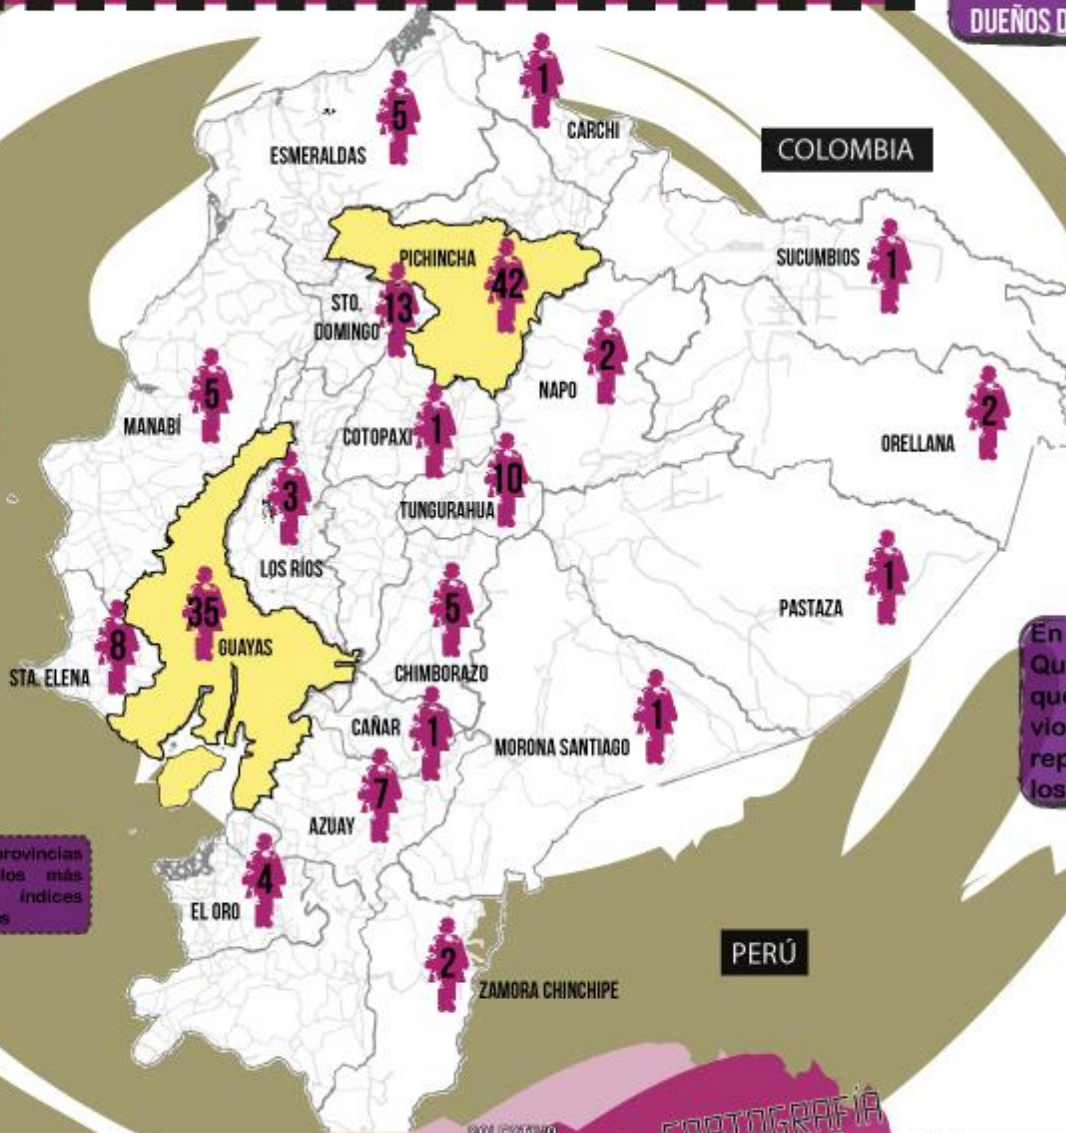 DUEÑOS D
1
CARCHI
5
ESMERALDAS
COLOMBIA
PICHINCHA
42
SUCUMBIOS
1
STO.
DOMINGO
13
2
NAPO
5
MANABÍ
COTOPAXI
1
2
ORELLANA
10
TUNGURAHUA
3
LOS RÍOS
1
PASTAZA
35
GUAYAS
5
CHIMBORAZO
8
STA. ELENA
En
Qu
que
vio
rep
los
CAÑAR
1
MORONA SANTIAGO
1
7
AZUAY
provincias
los más
índices
s
4
EL ORO
PERÚ
2
ZAMORA CHINCHIPE
CARTOGRAFÍA